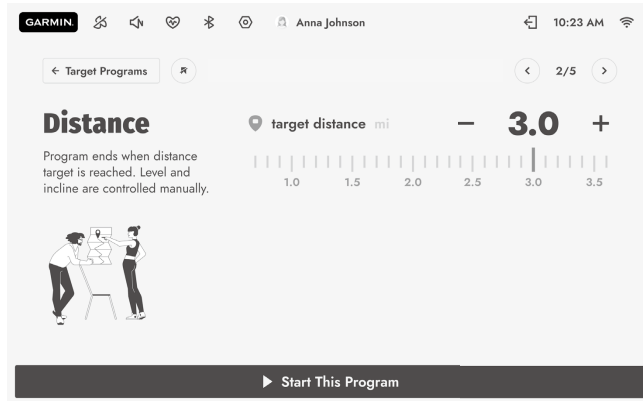 GARMIN. Anna Johnson 10:23 AM
← Target Programs 2/5
Distance
Program ends when distance
target is reached. Level and
incline are controlled manually.
target distance mi − 3.0 +
1.0 1.5 2.0 2.5 3.0 3.5
Start This Program